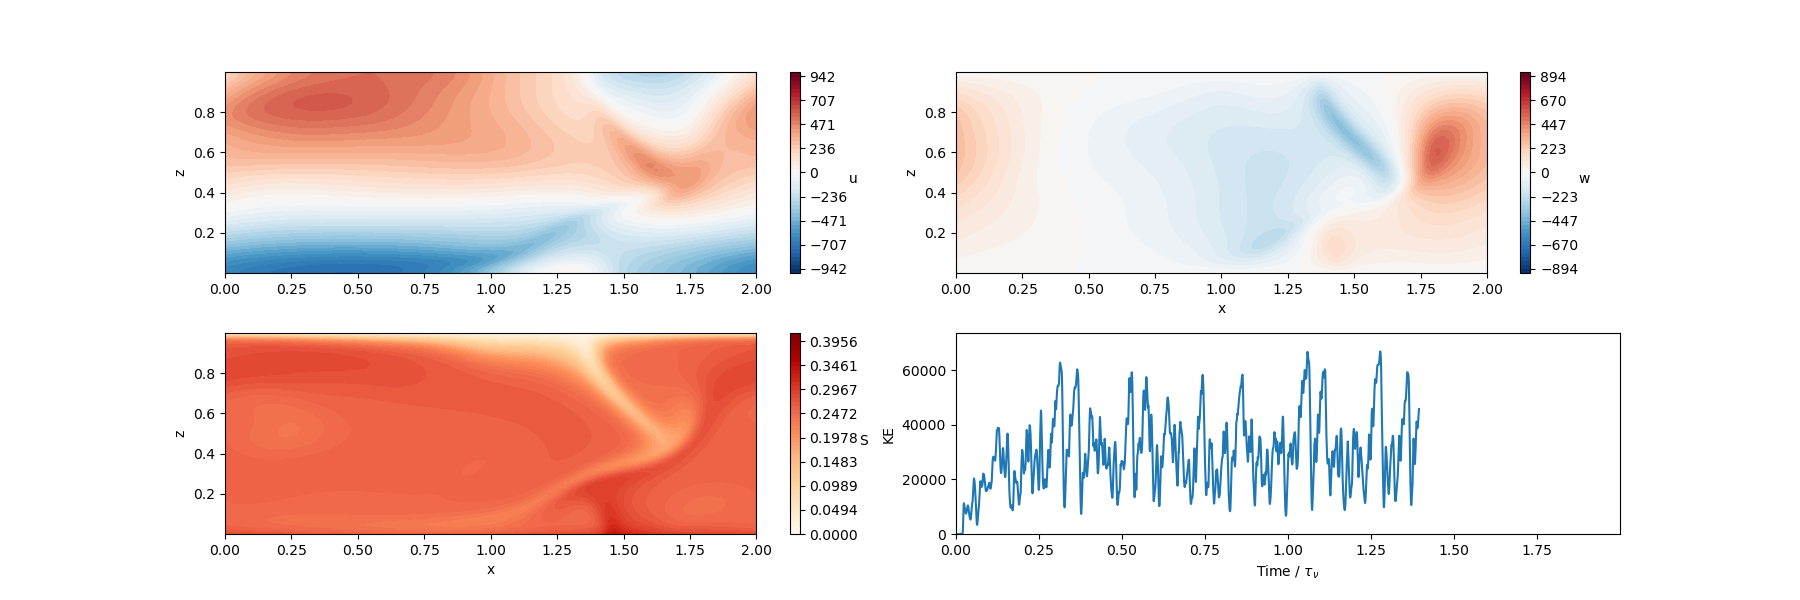 0.8
0.6
0.4
0.2
z
0.00 0.25 0.50 0.75 1.00 1.25 1.50 1.75 2.00
x
942
707
471
236
0
−236
−471
−707
−942
u
0.8
0.6
0.4
0.2
z
0.00 0.25 0.50 0.75 1.00 1.25 1.50 1.75 2.00
x
894
670
447
223
0
−223
−447
−670
−894
w
0.8
0.6
0.4
0.2
z
0.00 0.25 0.50 0.75 1.00 1.25 1.50 1.75 2.00
x
0.3956
0.3461
0.2967
0.2472
0.1978
0.1483
0.0989
0.0494
0.0000
S
60000
40000
20000
0
KE
0.00 0.25 0.50 0.75 1.00 1.25 1.50 1.75
Time / τν